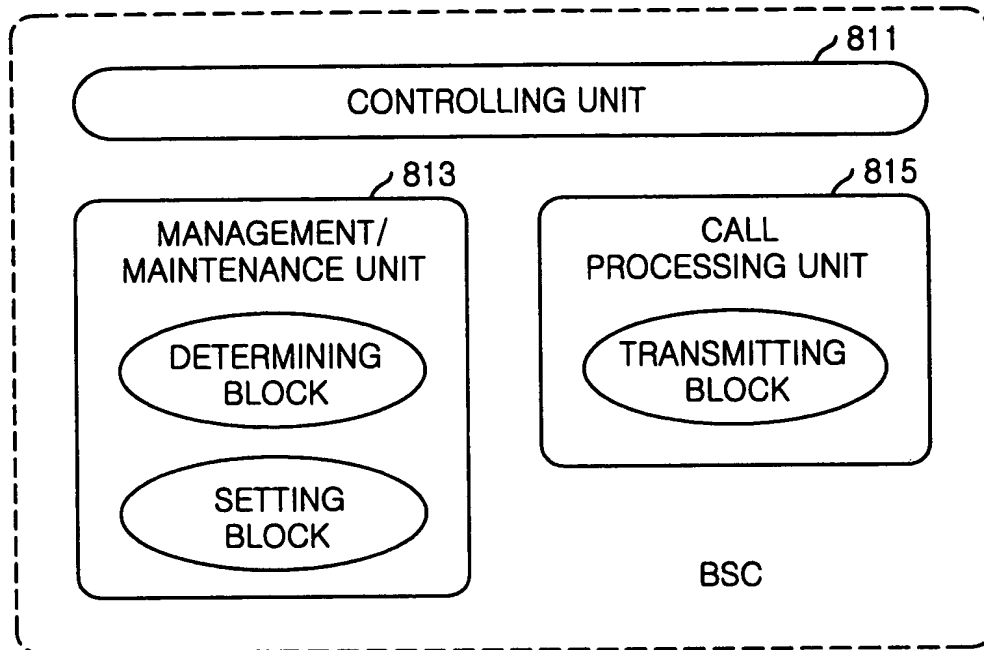 811
CONTROLLING UNIT
813
MANAGEMENT/
MAINTENANCE UNIT
DETERMINING
BLOCK
SETTING
BLOCK
815
CALL
PROCESSING UNIT
TRANSMITTING
BLOCK
BSC